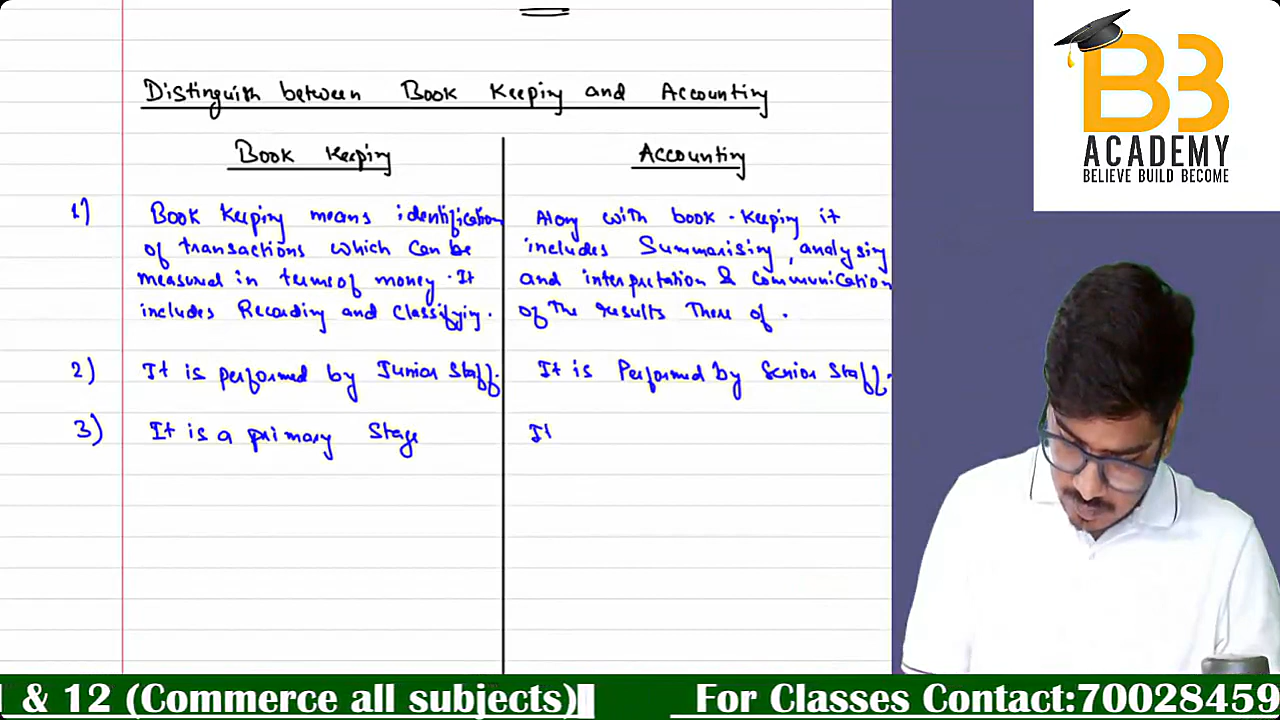 Distinguish between Book Keeping and Accounting
Book Keeping
Accounting
1)
Book Keeping means identification
of transactions which can be
measured in terms of money. It
includes Recording and Classifying.
Along with book-keeping it
includes Summarising, analysing
and interpretation & communication
of the results there of.
2)
It is performed by Junior Staff.
It is Performed by Senior Staff.
3)
It is a primary Stage
It
B3
ACADEMY
BELIEVE BUILD BECOME
1 & 12 (Commerce all subjects)
For Classes Contact:70028459